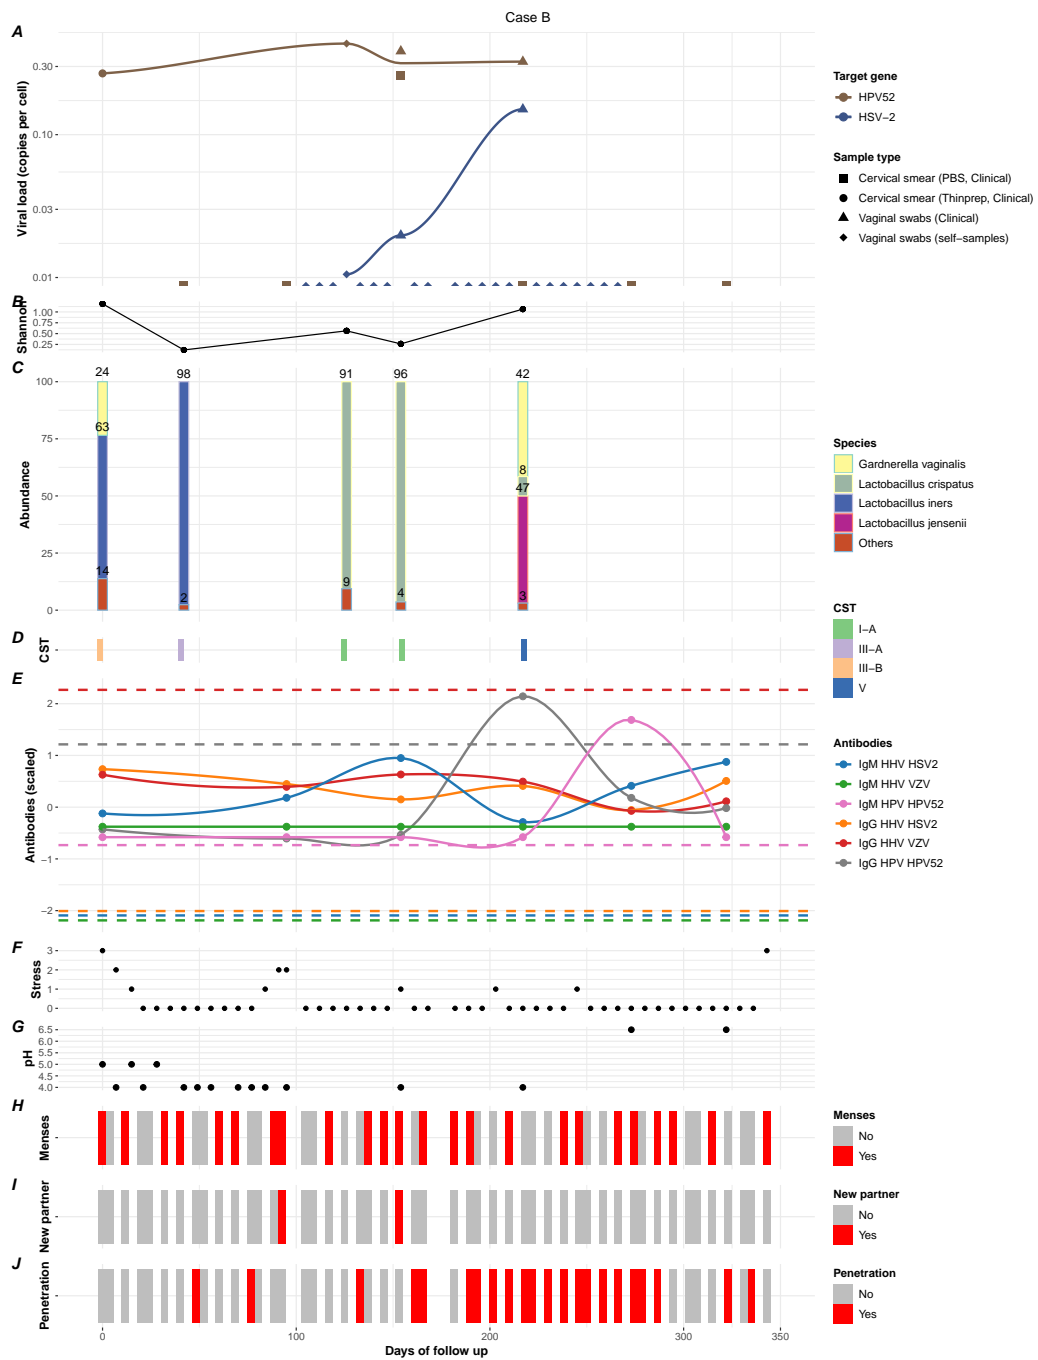 Case B
A
Viral load (copies per cell)
0.30
0.10
0.03
0.01
Target gene
HPV52
HSV−2
Sample type
Cervical smear (PBS, Clinical)
Cervical smear (Thinprep, Clinical)
Vaginal swabs (Clinical)
Vaginal swabs (self−samples)
B
Shannon
1.00
0.75
0.50
0.25
C
Abundance
100
75
50
25
0
24
63
14
98
2
91
9
96
4
42
8
47
3
Species
Gardnerella vaginalis
Lactobacillus crispatus
Lactobacillus iners
Lactobacillus jensenii
Others
D
CST
CST
I−A
III−A
III−B
V
E
Antibodies (scaled)
2
1
0
−1
−2
Antibodies
IgM HHV HSV2
IgM HHV VZV
IgM HPV HPV52
IgG HHV HSV2
IgG HHV VZV
IgG HPV HPV52
F
Stress
3
2
1
0
G
pH
6.5
6.0
5.5
5.0
4.5
4.0
H
Menses
Menses
No
Yes
I
New partner
New partner
No
Yes
J
Penetration
Penetration
No
Yes
0
100
200
300
350
Days of follow up